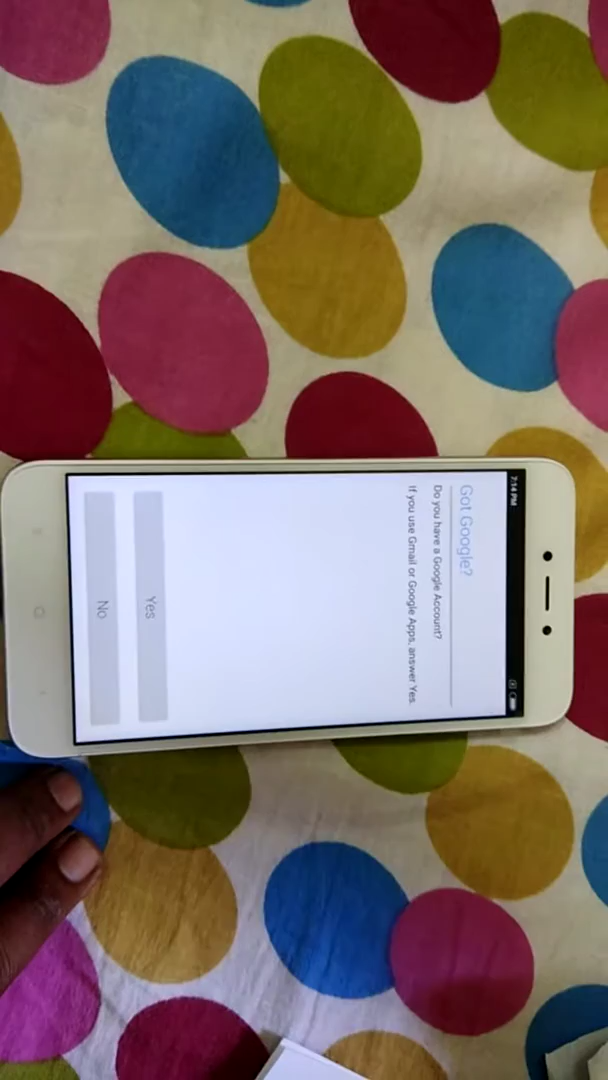 7:14 PM
Got Google?
Do you have a Google Account?
If you use Gmail or Google Apps, answer Yes.
Yes
No